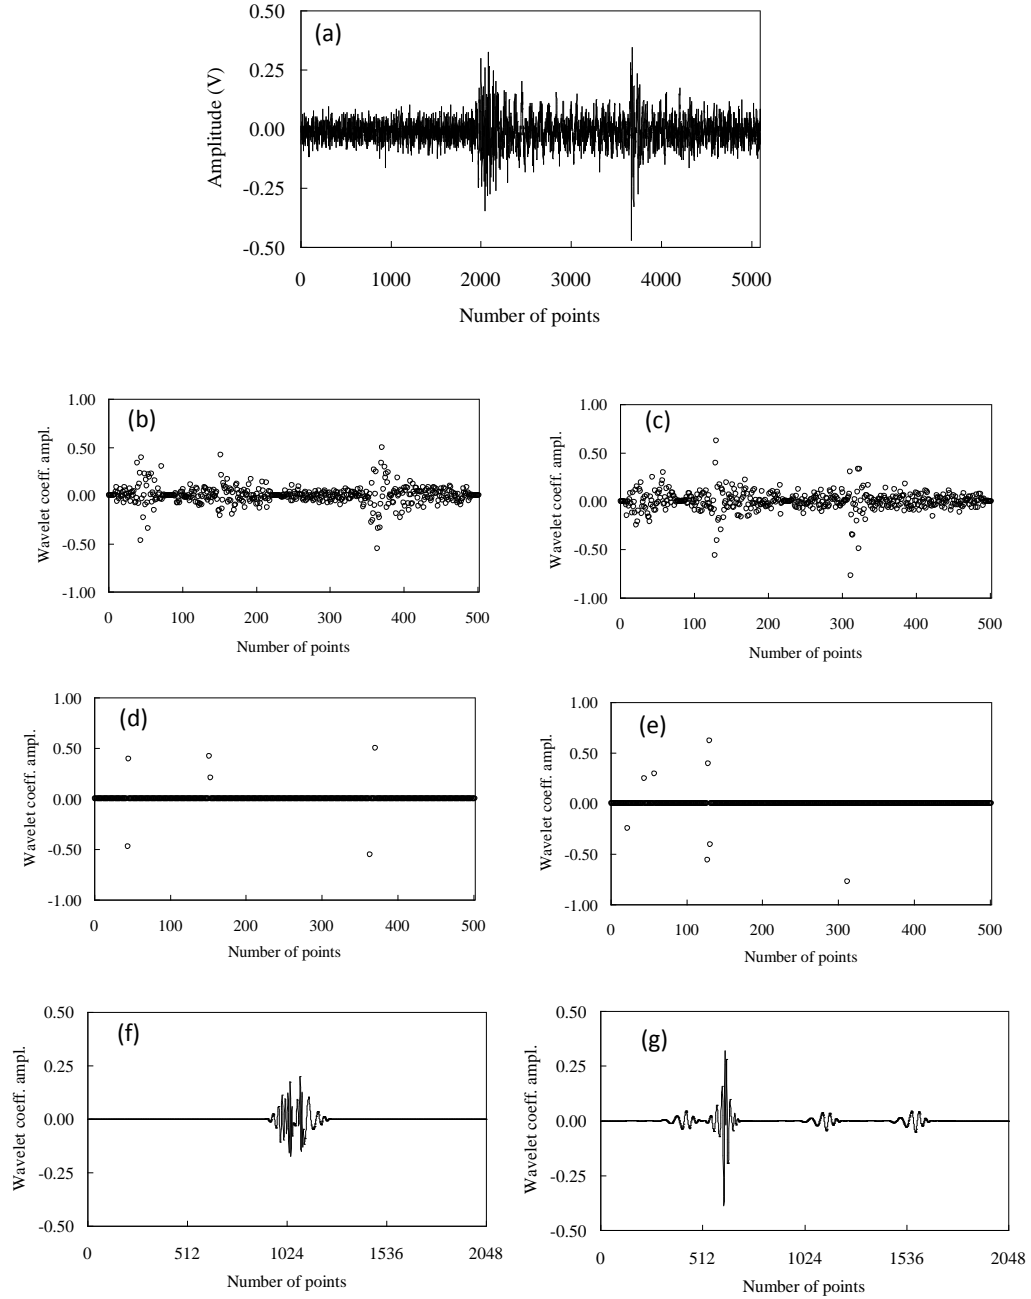 (a)
Amplitude (V)
0.50
0.25
0.00
-0.25
-0.50
0 1000 2000 3000 4000 5000
Number of points
(b)
Wavelet coeff. ampl.
1.00
0.50
0.00
-0.50
-1.00
0 100 200 300 400 500
Number of points
(c)
Wavelet coeff. ampl.
1.00
0.50
0.00
-0.50
-1.00
0 100 200 300 400 500
Number of points
(d)
Wavelet coeff. ampl.
1.00
0.50
0.00
-0.50
-1.00
0 100 200 300 400 500
Number of points
(e)
Wavelet coeff. ampl.
1.00
0.50
0.00
-0.50
-1.00
0 100 200 300 400 500
Number of points
(f)
Wavelet coeff. ampl.
0.50
0.25
0.00
-0.25
-0.50
0 512 1024 1536 2048
Number of points
(g)
Wavelet coeff. ampl.
0.50
0.25
0.00
-0.25
-0.50
0 512 1024 1536 2048
Number of points